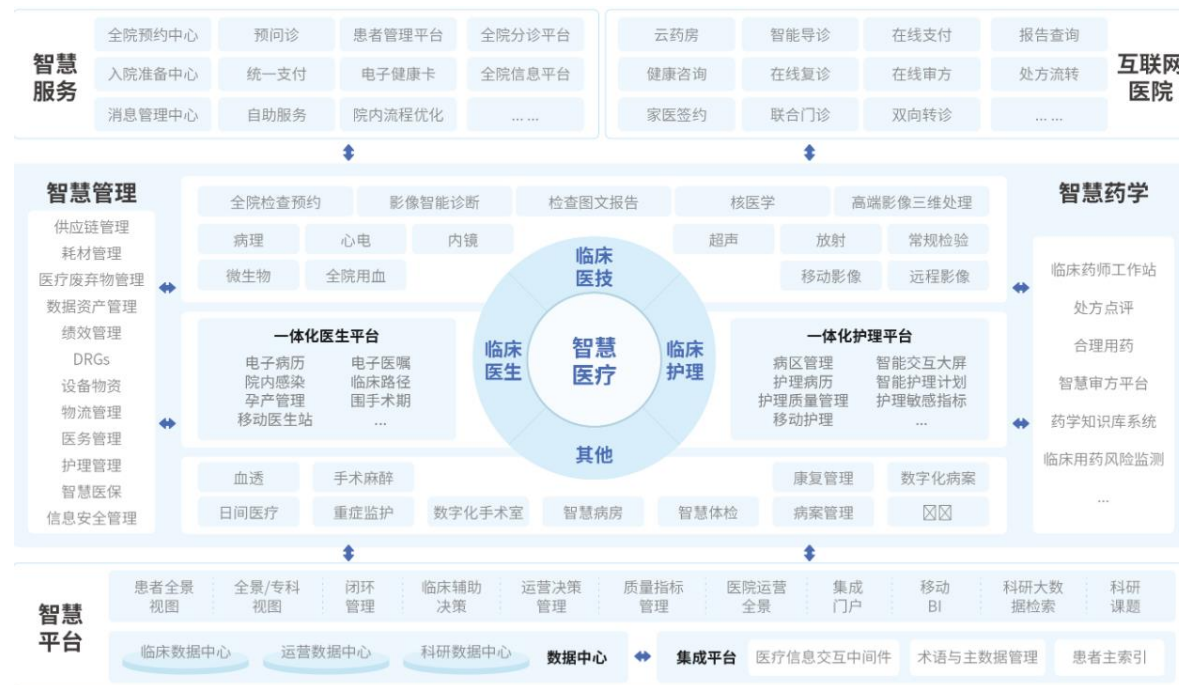 智慧
服务
全院预约中心 预问诊 患者管理平台 全院分诊平台
入院准备中心 统一支付 电子健康卡 全院信息平台
消息管理中心 自助服务 院内流程优化 ... ...
云药房 智能导诊 在线支付 报告查询
健康咨询 在线复诊 在线审方 处方流转
家医签约 联合门诊 双向转诊 ... ...
互联网
医院
智慧管理
供应链管理
耗材管理
医疗废弃物管理
数据资产管理
绩效管理
DRGs
设备物资
物流管理
医务管理
护理管理
智慧医保
信息安全管理
全院检查预约 影像智能诊断 检查图文报告 核医学 高端影像三维处理
病理 心电 内镜 超声 放射 常规检验
微生物 全院用血 移动影像 远程影像
临床
医技
一体化医生平台
电子病历 电子医嘱
院内感染 临床路径
孕产管理 围手术期
移动医生站 ...
临床
医生
智慧
医疗
临床
护理
一体化护理平台
病区管理 智能交互大屏
护理病历 智能护理计划
护理质量管理 护理敏感指标
移动护理 ...
其他
血透 手术麻醉 康复管理 数字化病案
日间医疗 重症监护 数字化手术室 智慧病房 智慧体检 病案管理
智慧药学
临床药师工作站
处方点评
合理用药
智慧审方平台
药学知识库系统
临床用药风险监测
...
智慧
平台
患者全景
视图
全景/专科
视图
闭环
管理
临床辅助
决策
运营决策
管理
质量指标
管理
医院运营
全景
集成
门户
移动
BI
科研大数
据检索
科研
课题
临床数据中心 运营数据中心 科研数据中心 数据中心
集成平台 医疗信息交互中间件 术语与主数据管理 患者主索引